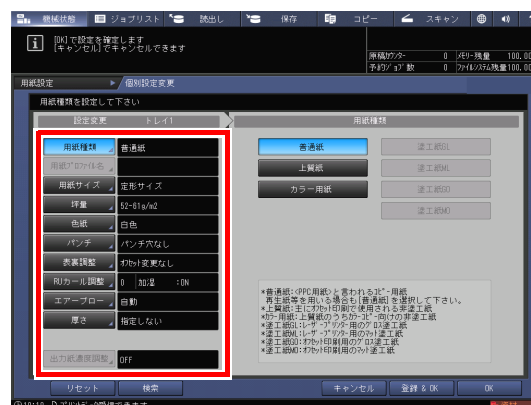 機械状態
ジョブリスト
読出し
保存
コピー
スキャン
[OK]で設定を確定します
[キャンセル]でキャンセルできます
原稿カウンター 0 メモリー残量 100.00
予約ジョブ数 0 ファイルシステム残量 100.00
用紙設定
個別設定変更
用紙種類を設定して下さい
設定変更 トレイ1
用紙種類
用紙種類 普通紙
用紙プロファイル名
用紙サイズ 定形サイズ
坪量 52-61g/m2
色紙 白色
パンチ パンチ穴なし
表裏調整 オフセット変更なし
RUカール調整 0 加湿 :ON
エアーブロー 自動
厚さ 指定しない
出力紙濃度調整 OFF
普通紙 塗工紙GL
上質紙 塗工紙ML
カラー用紙 塗工紙GO
塗工紙MO
*普通紙:<PPC用紙>と言われるコピー用紙
再生紙等を用いる場合も[普通紙]を選択して下さい。
*上質紙:主にオフセット印刷で使用される非塗工紙
*カラー用紙:上質紙のうちカラーコピー向けの非塗工紙
*塗工紙GL:レーザープリンター用のグロス塗工紙
*塗工紙ML:レーザープリンター用のマット塗工紙
*塗工紙GO:オフセット印刷用のグロス塗工紙
*塗工紙MO:オフセット印刷用のマット塗工紙
リセット
検索
キャンセル
登録 & OK
OK